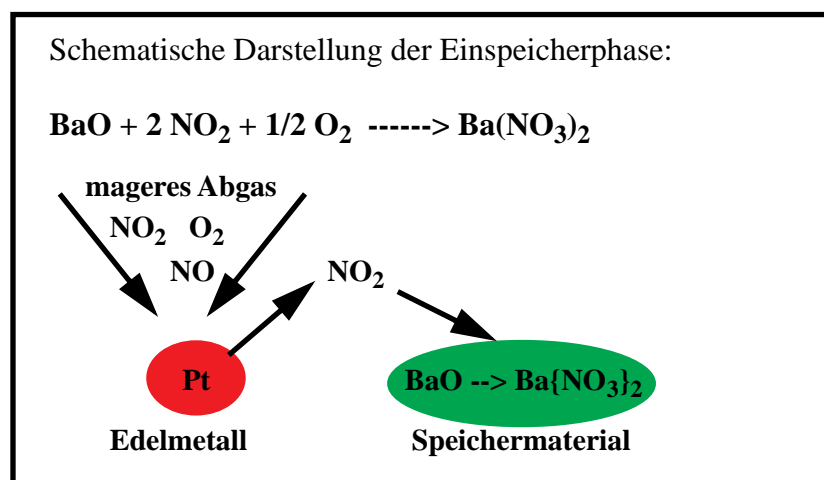 Schematische Darstellung der Einspeicherphase:
BaO + 2 NO₂ + 1/2 O₂ ------> Ba(NO₃)₂
mageres Abgas
NO₂ O₂
NO
NO₂
Pt
BaO --> Ba{NO₃}₂
Edelmetall
Speichermaterial